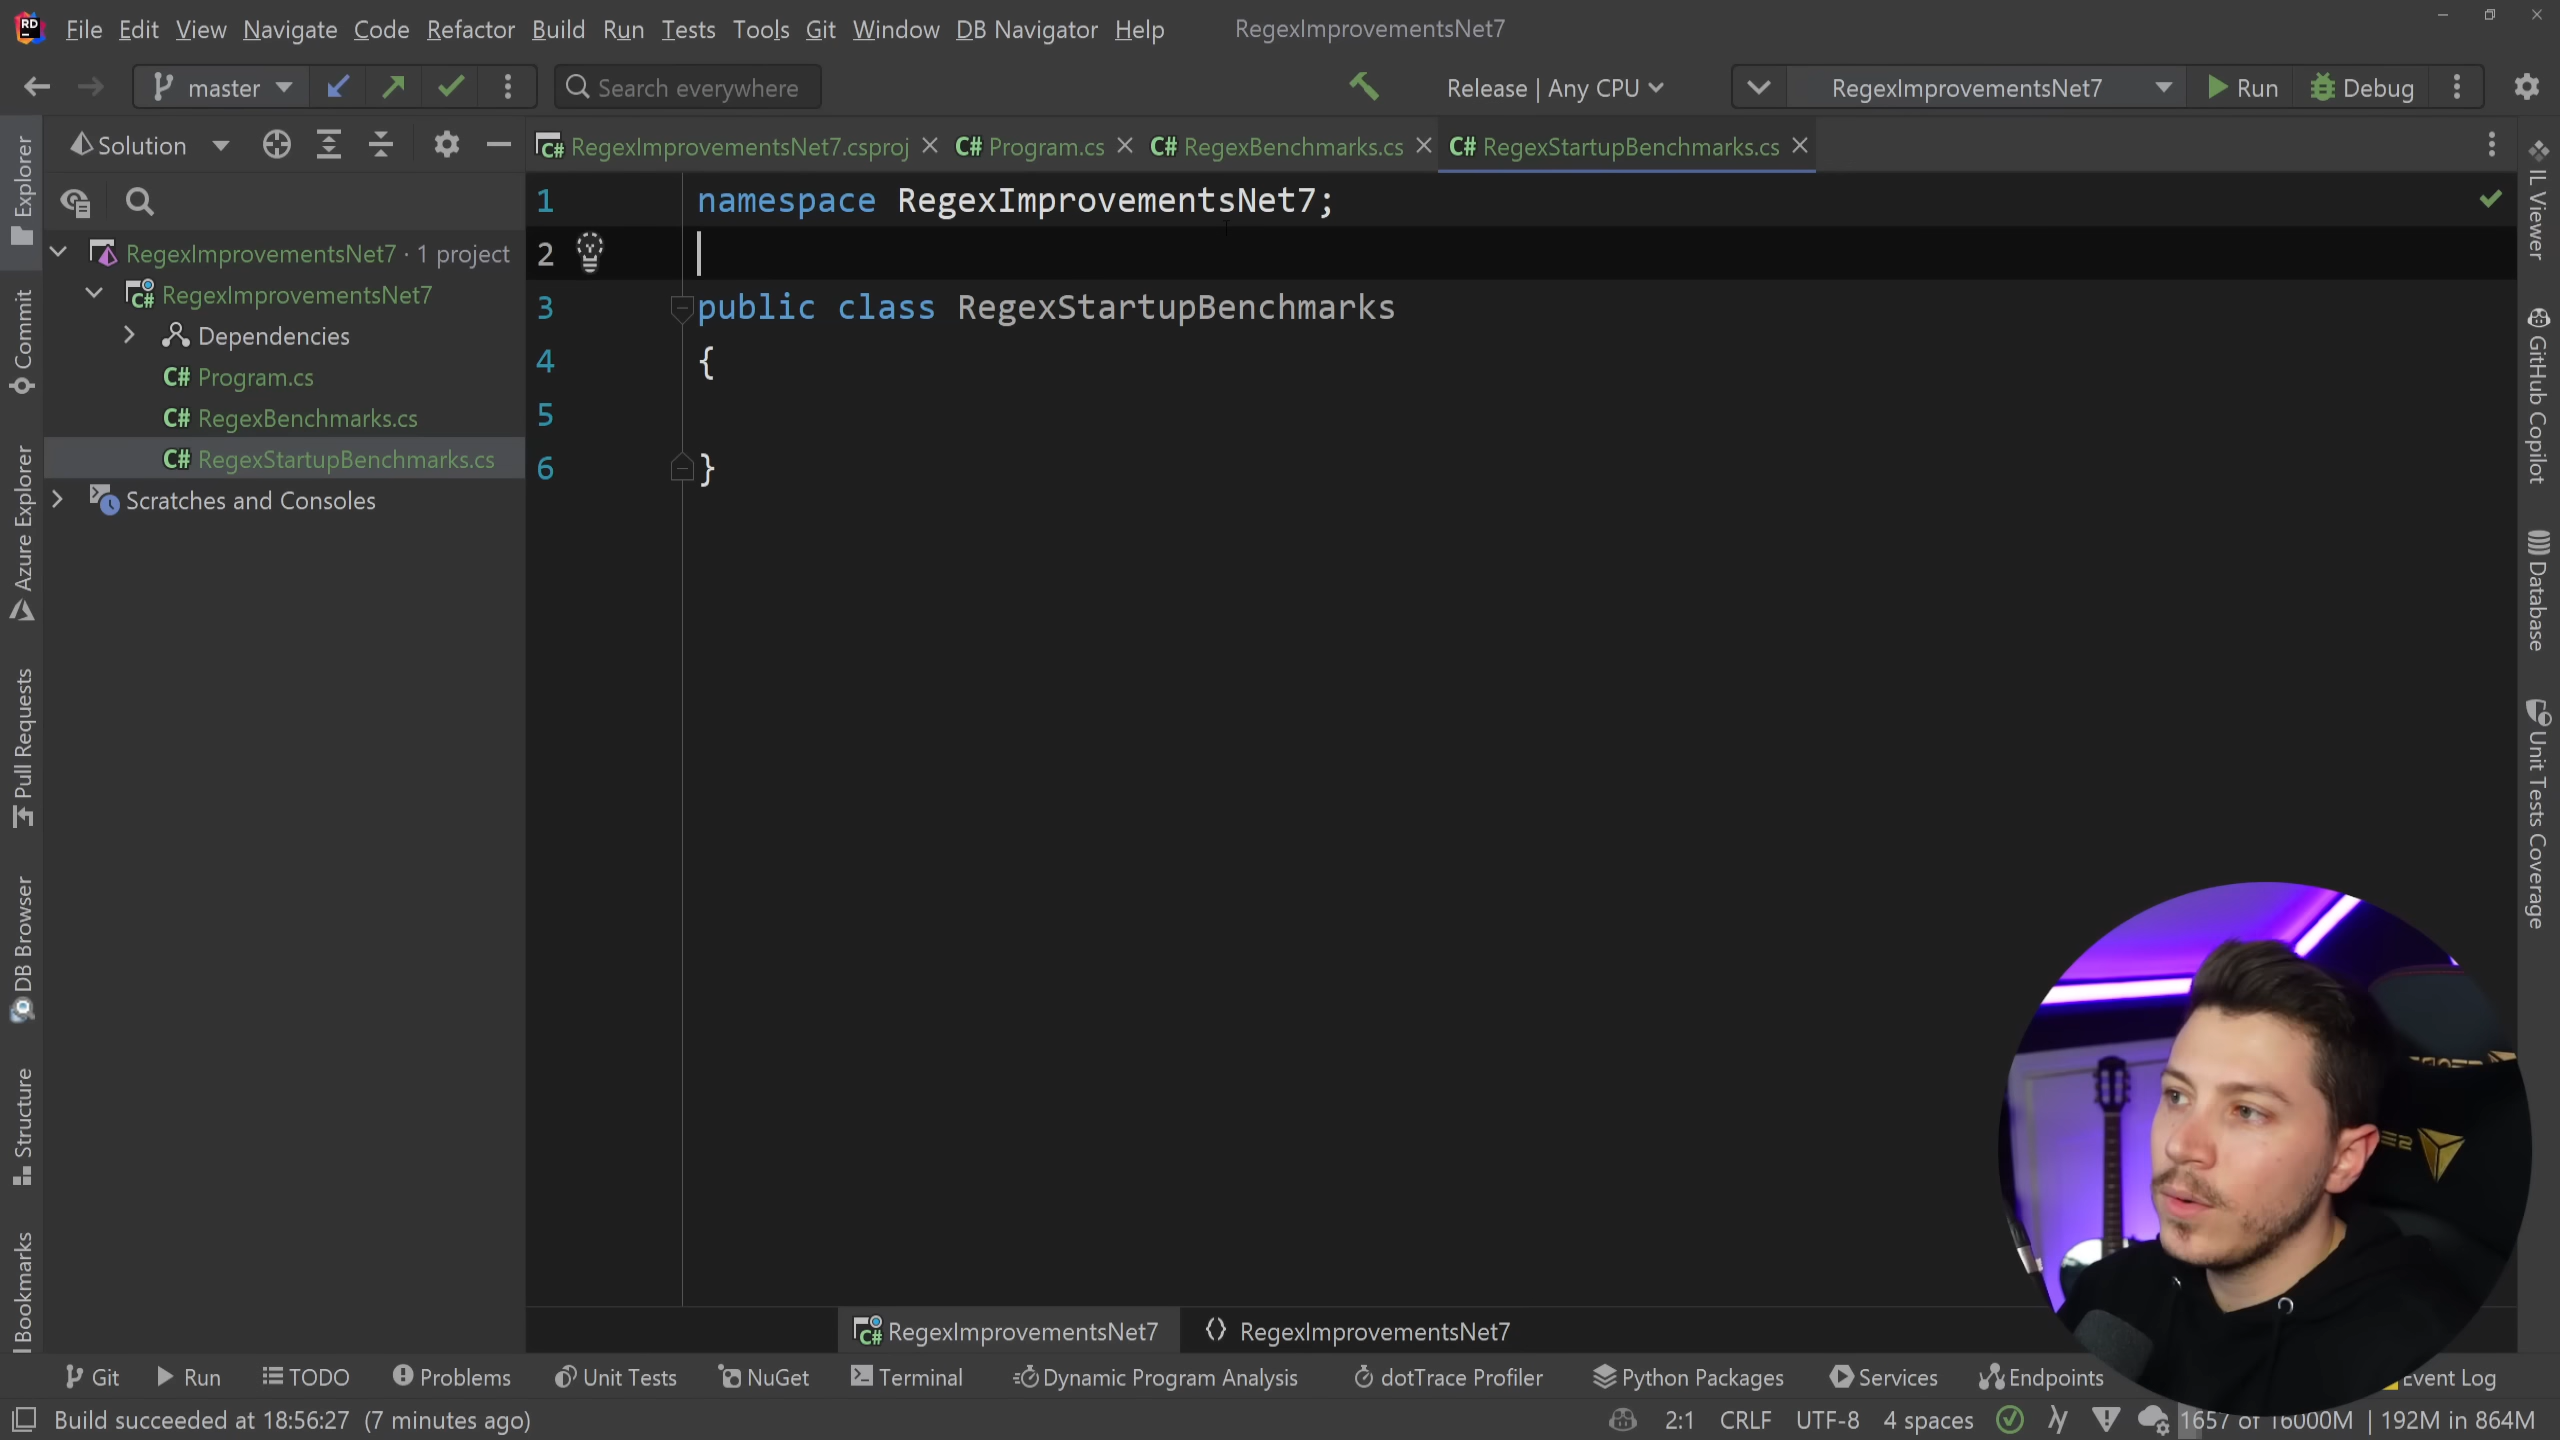 RD
File Edit View Navigate Code Refactor Build Run Tests Tools Git Window DB Navigator Help RegexImprovementsNet7
master Search everywhere Release | Any CPU RegexImprovementsNet7 Run Debug
Solution
RegexImprovementsNet7.csproj Program.cs RegexBenchmarks.cs RegexStartupBenchmarks.cs
RegexImprovementsNet7 · 1 project
RegexImprovementsNet7
Dependencies
C# Program.cs
C# RegexBenchmarks.cs
C# RegexStartupBenchmarks.cs
Scratches and Consoles
1 namespace RegexImprovementsNet7;
2
3 public class RegexStartupBenchmarks
4 {
5
6 }
Explorer
Commit
Azure Explorer
Pull Requests
DB Browser
Structure
Bookmarks
IL Viewer
GitHub Copilot
Database
Unit Tests Coverage
RegexImprovementsNet7 RegexImprovementsNet7
Git Run TODO Problems Unit Tests NuGet Terminal Dynamic Program Analysis dotTrace Profiler Python Packages Services Endpoints Event Log
Build succeeded at 18:56:27 (7 minutes ago) 2:1 CRLF UTF-8 4 spaces 1657 of 16000M | 192M in 864M